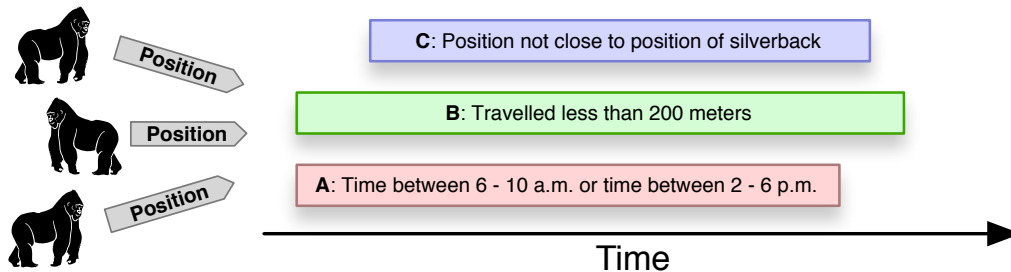 Position
C: Position not close to position of silverback
Position
B: Travelled less than 200 meters
Position
A: Time between 6 - 10 a.m. or time between 2 - 6 p.m.
Time